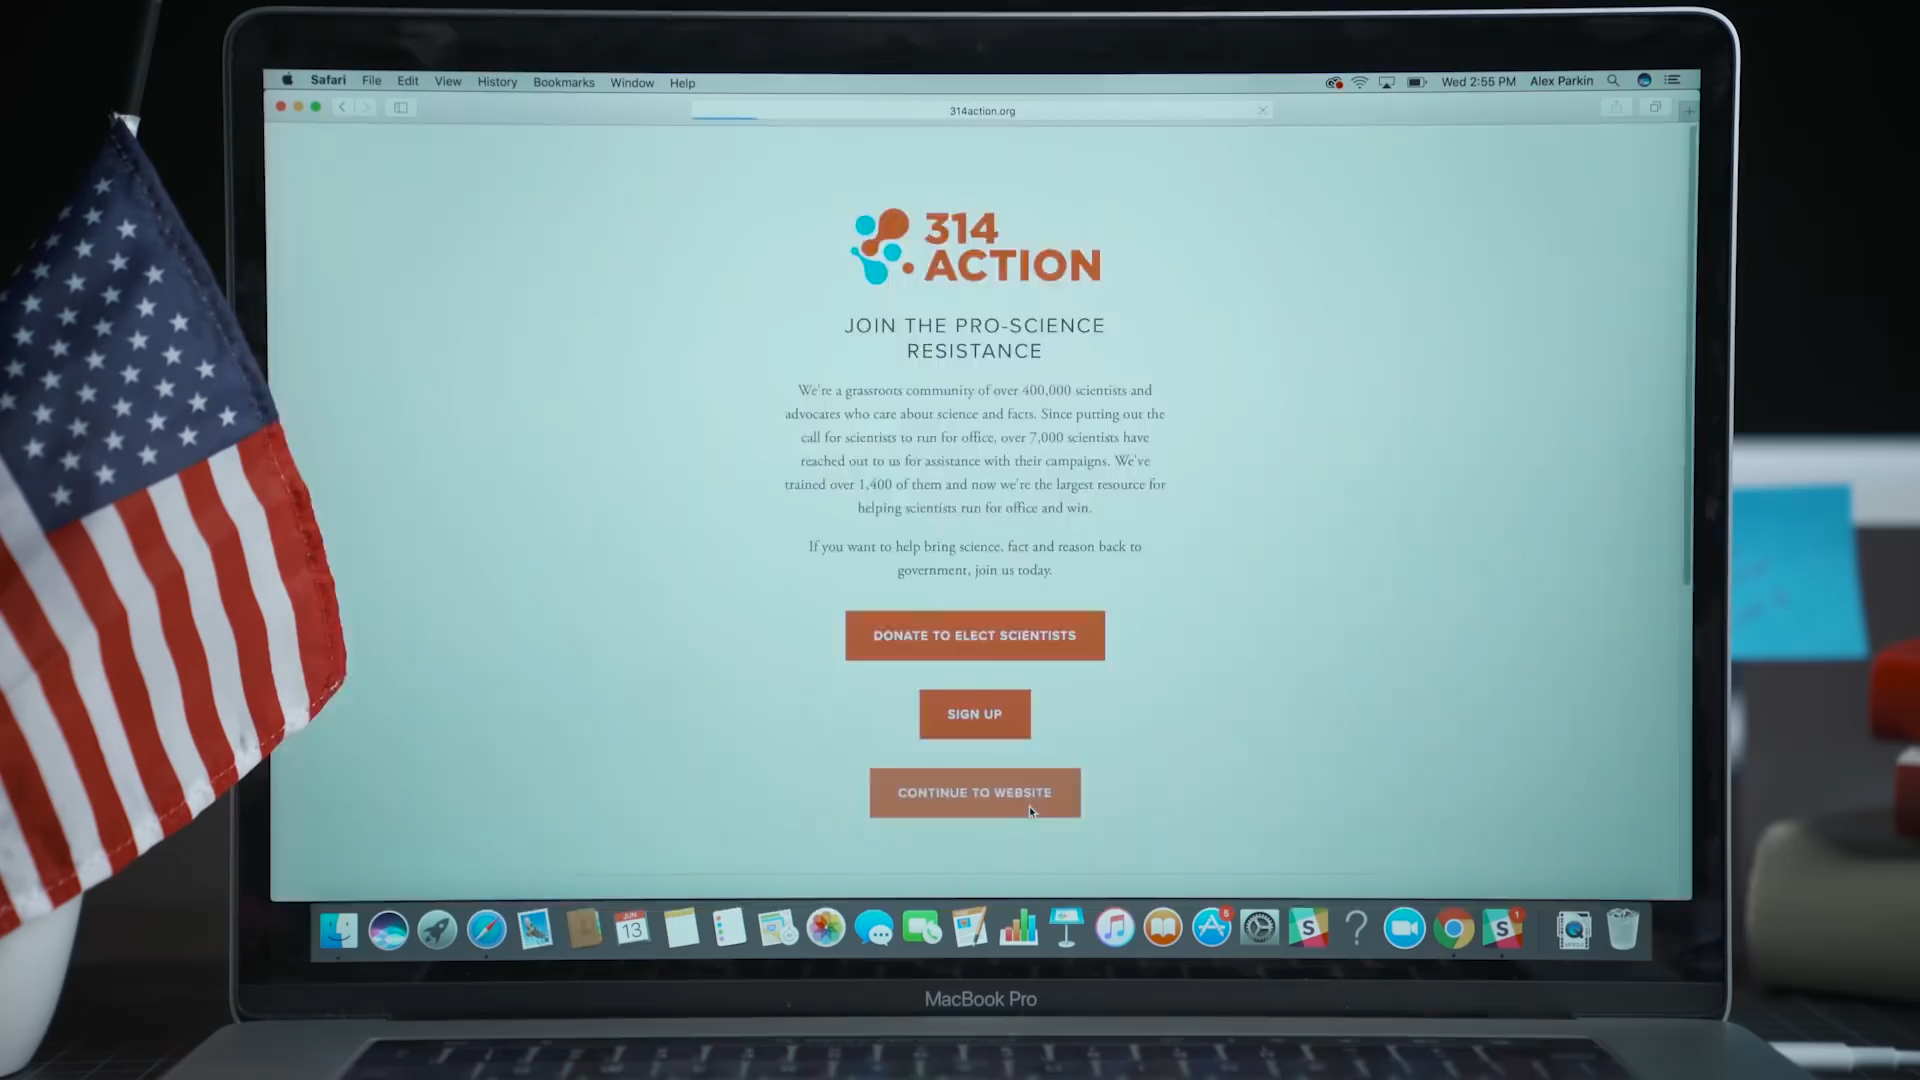 Safari File Edit View History Bookmarks Window Help Wed 2:55 PM Alex Parkin
314action.org
314
ACTION
JOIN THE PRO-SCIENCE
RESISTANCE
We're a grassroots community of over 400,000 scientists and
advocates who care about science and facts. Since putting out the
call for scientists to run for office, over 7,000 scientists have
reached out to us for assistance with their campaigns. We've
trained over 1,400 of them and now we're the largest resource for
helping scientists run for office and win.
If you want to help bring science, fact and reason back to
government, join us today.
DONATE TO ELECT SCIENTISTS
SIGN UP
CONTINUE TO WEBSITE
JUN
13
5
S
?
S
1
MacBook Pro